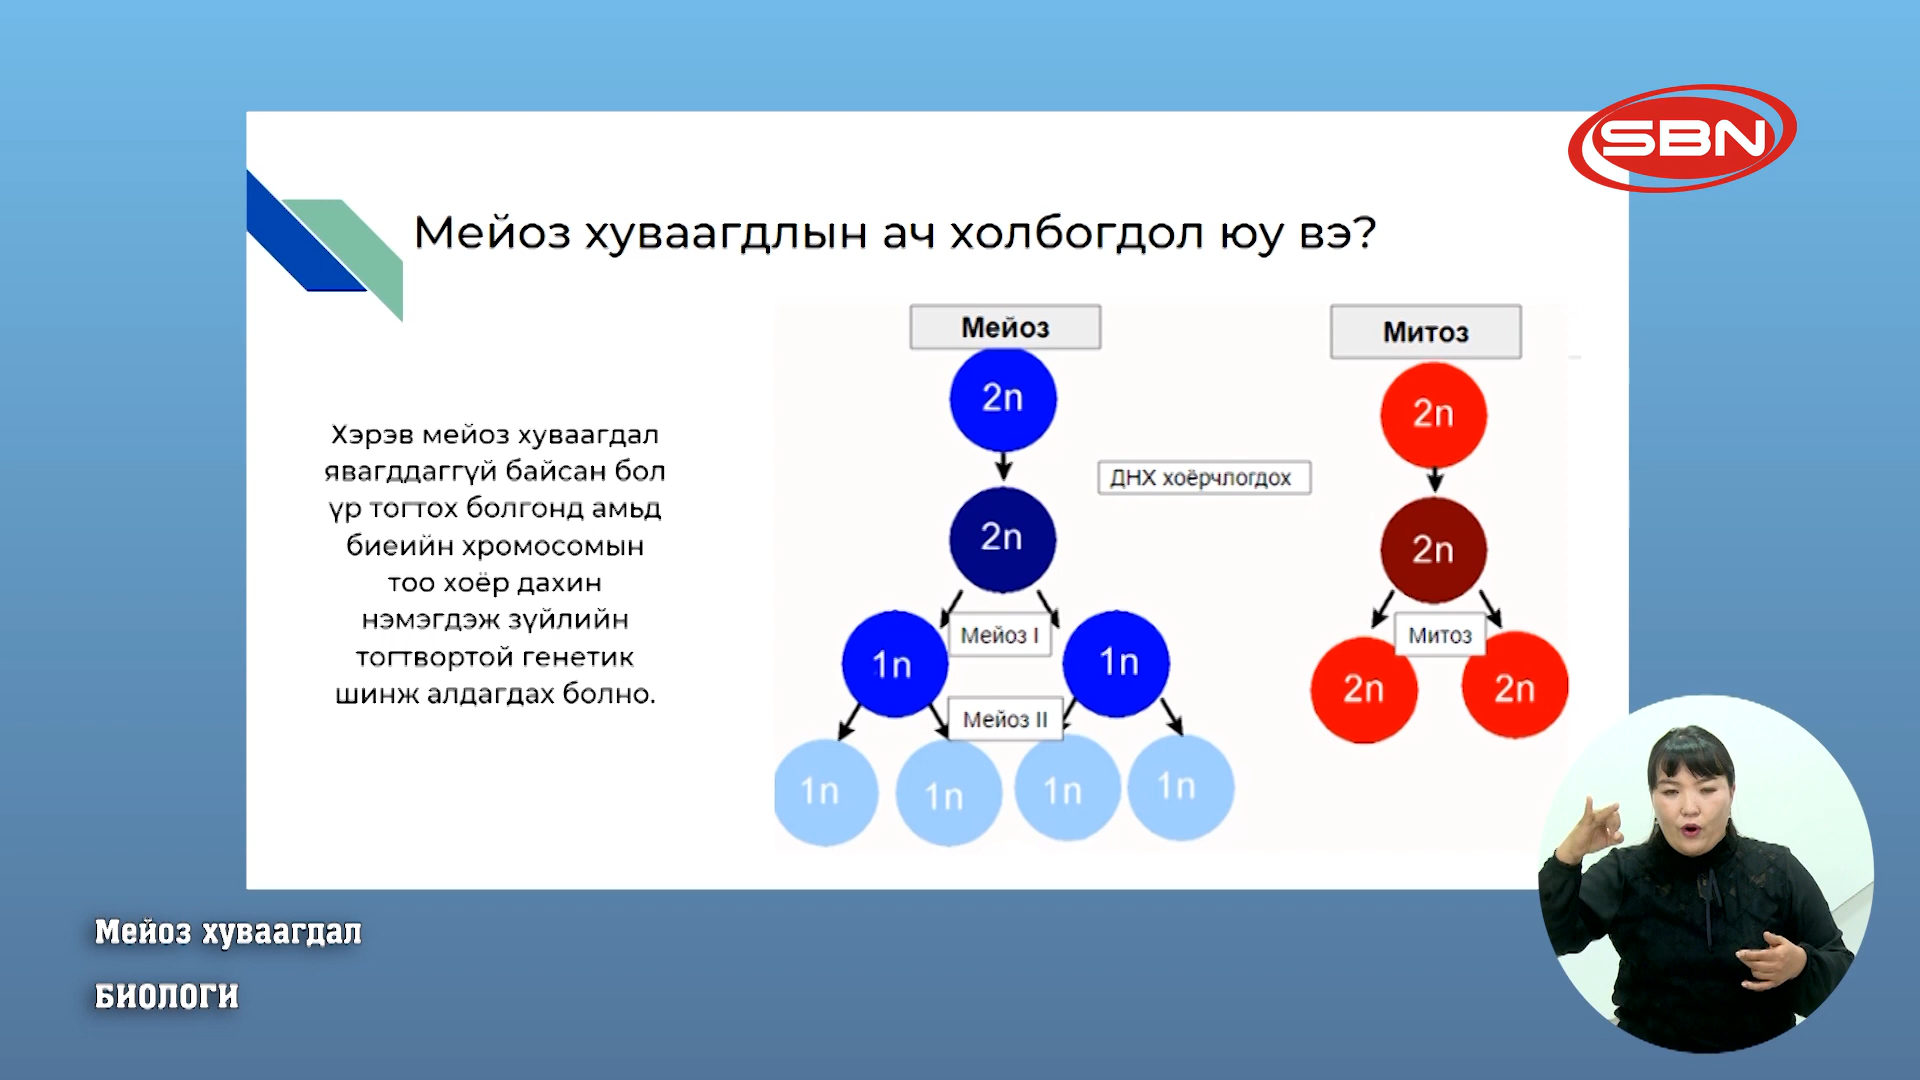 SBN
Мейоз хуваагдлын ач холбогдол юу вэ?
Хэрэв мейоз хуваагдал
явагддаггүй байсан бол
үр тогтох болгонд амьд
биеийн хромосомын
тоо хоёр дахин
нэмэгдэж зүйлийн
тогтвортой генетик
шинж алдагдах болно.
Мейоз
2n
2n
Мейоз I
1n
1n
Мейоз II
1n
1n
1n
1n
ДНХ хоёрчлогдох
Митоз
2n
2n
Митоз
2n
2n
Мейоз хуваагдал
БИОЛОГИ